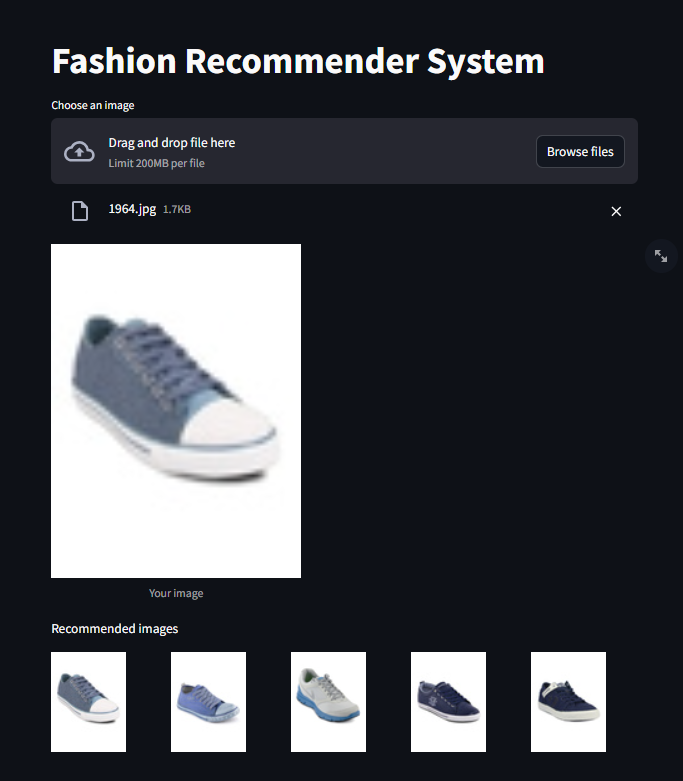 Fashion Recommender System
Choose an image
Drag and drop file here
Limit 200MB per file
Browse files
1964.jpg 1.7KB
Your image
Recommended images